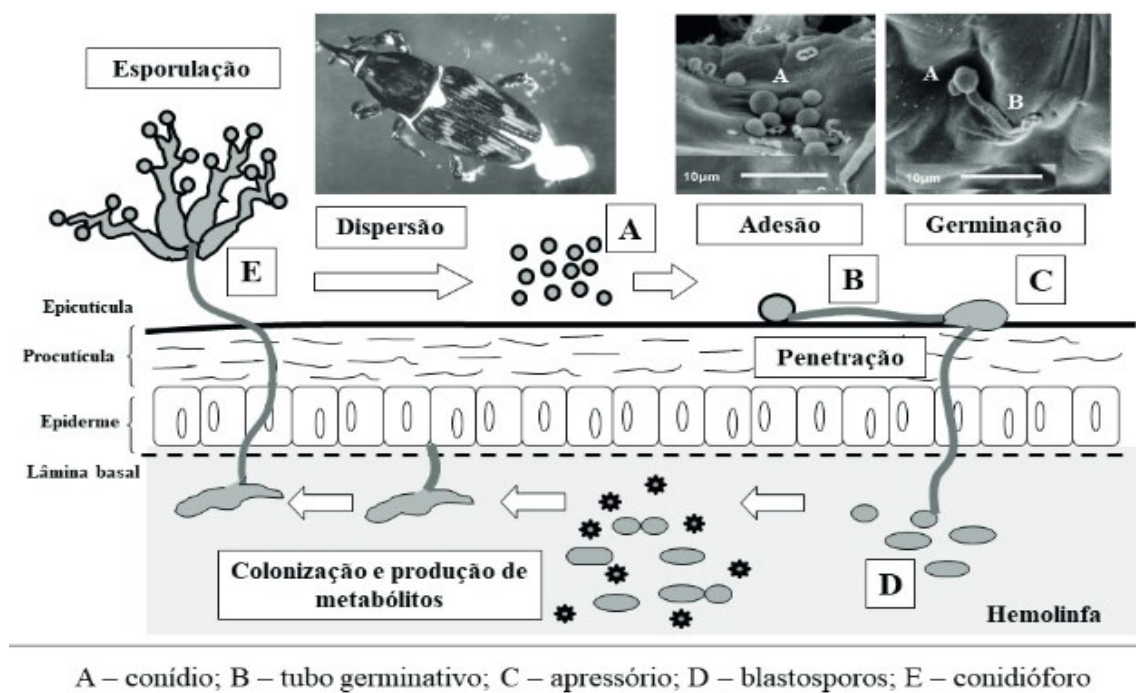 Esporulação
A
A
B
10µm
10µm
Dispersão
A
Adesão
Germinação
E
B
C
Epicutícula
Procutícula
Penetração
Epiderme
Lâmina basal
Colonização e produção de
metabólitos
D
Hemolinfa
A – conídio; B – tubo germinativo; C – apressório; D – blastosporos; E – conidióforo